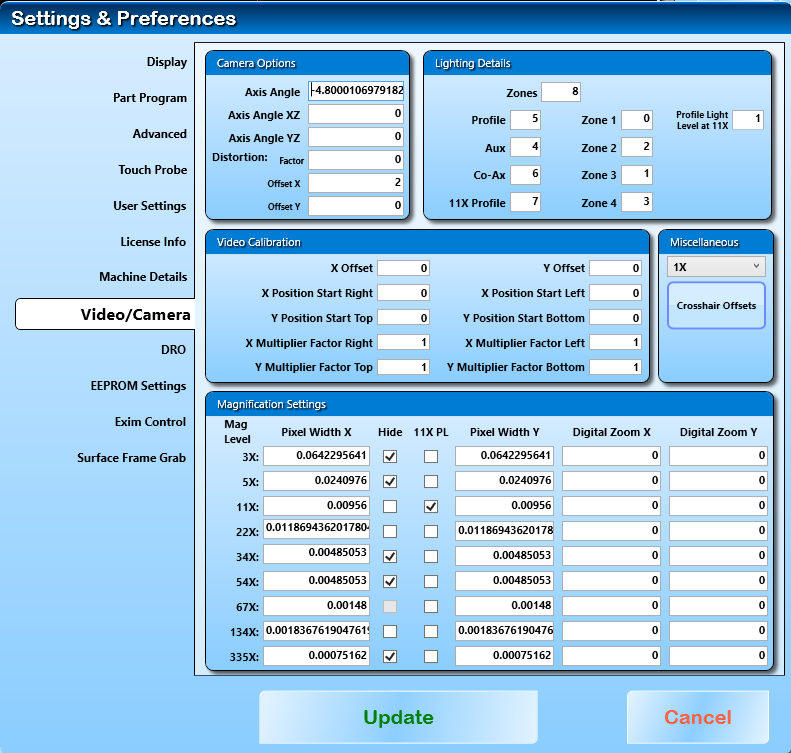 Settings & Preferences
Display
Part Program
Advanced
Touch Probe
User Settings
License Info
Machine Details
Video/Camera
DRO
EEPROM Settings
Exim Control
Surface Frame Grab
Camera Options
Axis Angle -4.8000106979182
Axis Angle XZ 0
Axis Angle YZ 0
Distortion: Factor 0
Offset X 2
Offset Y 0
Lighting Details
Zones 8
Profile 5 Zone 1 0 Profile Light Level at 11X 1
Aux 4 Zone 2 2
Co-Ax 6 Zone 3 1
11X Profile 7 Zone 4 3
Video Calibration
X Offset 0 Y Offset 0
X Position Start Right 0 X Position Start Left 0
Y Position Start Top 0 Y Position Start Bottom 0
X Multiplier Factor Right 1 X Multiplier Factor Left 1
Y Multiplier Factor Top 1 Y Multiplier Factor Bottom 1
Miscellaneous
1X
Crosshair Offsets
Magnification Settings
Mag Level Pixel Width X Hide 11X PL Pixel Width Y Digital Zoom X Digital Zoom Y
3X: 0.0642295641 0.0642295641 0 0
5X: 0.0240976 0.0240976 0 0
11X: 0.00956 0.00956 0 0
22X: 0.011869436201780 0.01186943620178 0 0
34X: 0.00485053 0.00485053 0 0
54X: 0.00485053 0.00485053 0 0
67X: 0.00148 0.00148 0 0
134X: 0.001836761904761 0.00183676190476 0 0
335X: 0.00075162 0.00075162 0 0
Update
Cancel